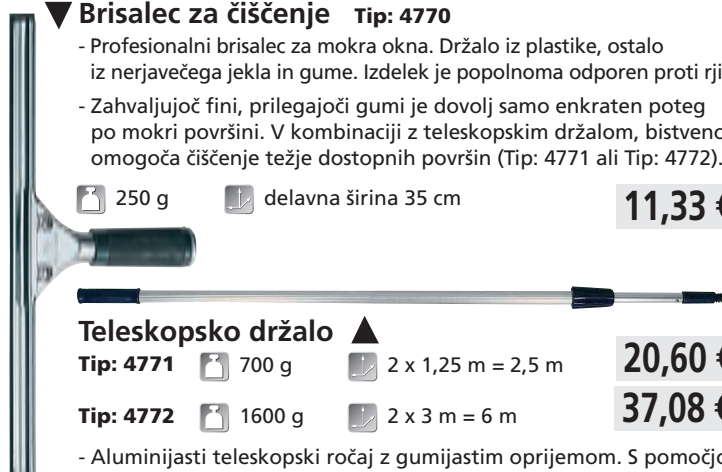 Brisalec za čiščenje Tip: 4770
- Profesionalni brisalec za mokra okna. Držalo iz plastike, ostalo
iz nerjavečega jekla in gume. Izdelek je popolnoma odporen proti rji
- Zahvaljujoč fini, prilegajoči gumi je dovolj samo enkraten poteg
po mokri površini. V kombinaciji z teleskopskim držalom, bistveno
omogoča čiščenje težje dostopnih površin (Tip: 4771 ali Tip: 4772).
250 g delavna širina 35 cm
11,33 €
Teleskopsko držalo
Tip: 4771 700 g 2 x 1,25 m = 2,5 m 20,60 €
Tip: 4772 1600 g 2 x 3 m = 6 m 37,08 €
- Aluminijasti teleskopski ročaj z gumijastim oprijemom. S pomočjo